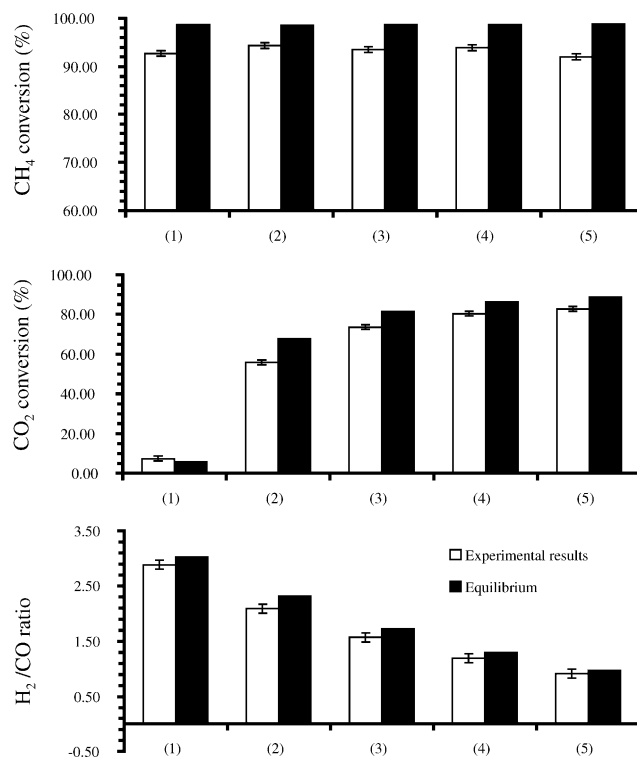 CH4 conversion (%)
100.00
90.00
80.00
70.00
60.00
(1) (2) (3) (4) (5)
CO2 conversion (%)
100.00
80.00
60.00
40.00
20.00
0.00
(1) (2) (3) (4) (5)
H2 /CO ratio
3.50
2.50
1.50
0.50
-0.50
Experimental results
Equilibrium
(1) (2) (3) (4) (5)